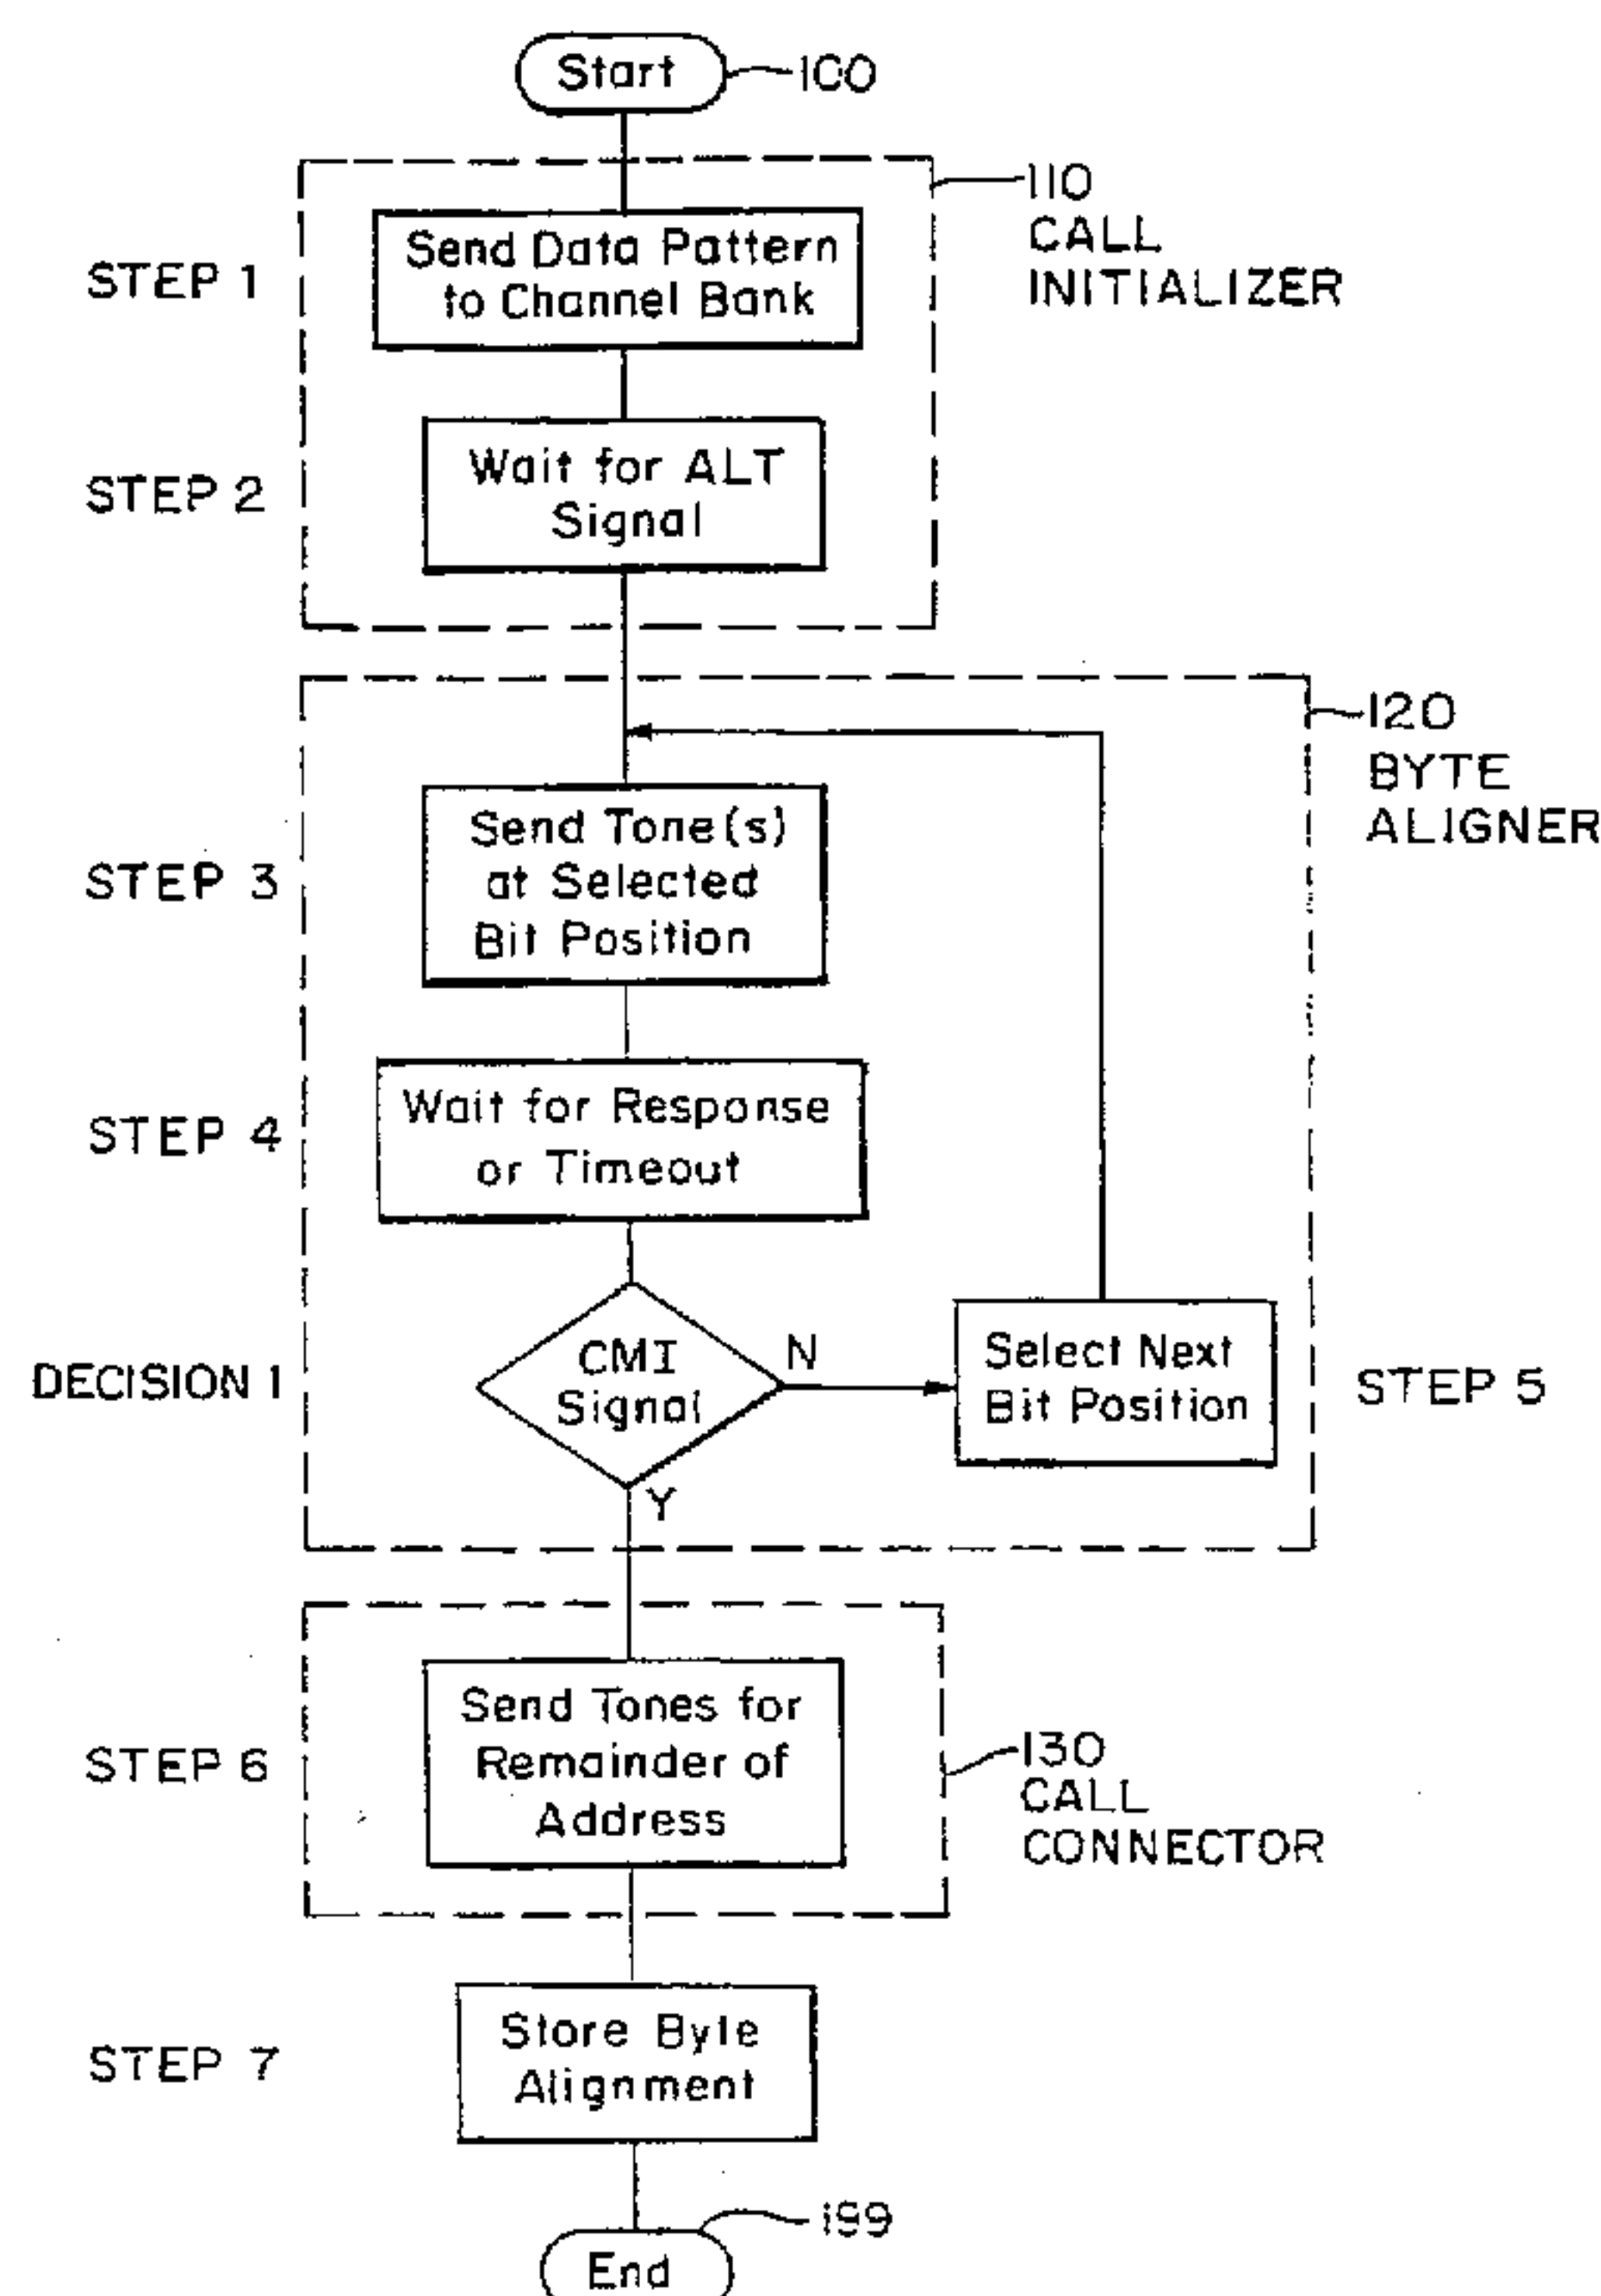 Start
100
110
CALL
INITIALIZER
STEP 1
Send Data Pattern
to Channel Bank
STEP 2
Wait for ALT
Signal
120
BYTE
ALIGNER
STEP 3
Send Tone(s)
at Selected
Bit Position
STEP 4
Wait for Response
or Timeout
DECISION 1
CMI
Signal
N
Y
Select Next
Bit Position
STEP 5
STEP 6
Send Tones for
Remainder of
Address
130
CALL
CONNECTOR
STEP 7
Store Byte
Alignment
199
End